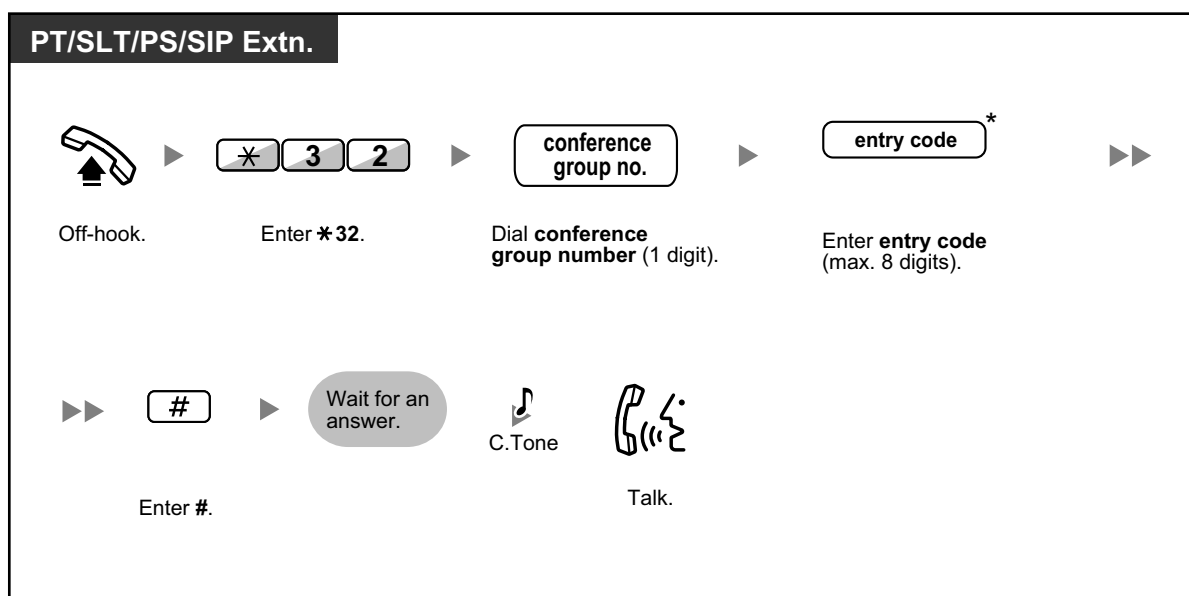 PT/SLT/PS/SIP Extn.
✳ 3 2
conference
group no.
entry code*
Off-hook.
Enter ✳32.
Dial conference
group number (1 digit).
Enter entry code
(max. 8 digits).
#
Wait for an
answer.
C.Tone
Enter #.
Talk.